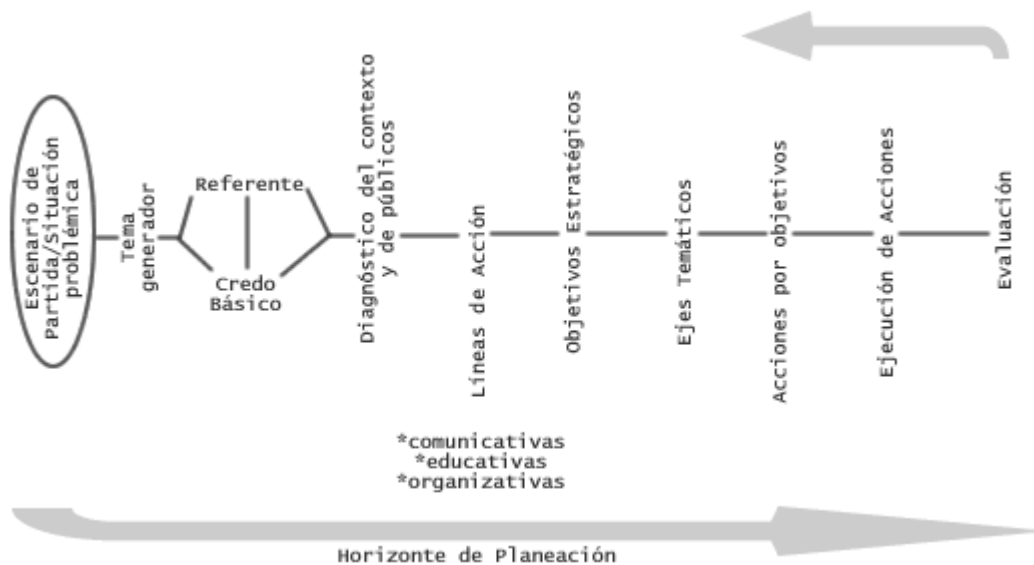 Escenario de
Partida/Situación
problémica
Tema
generador
Referente
Credo
Básico
Diagnóstico del contexto
y de públicos
Líneas de Acción
Objetivos Estratégicos
Ejes Temáticos
Acciones por objetivos
Ejecución de Acciones
Evaluación
*comunicativas
*educativas
*organizativas
Horizonte de Planeación